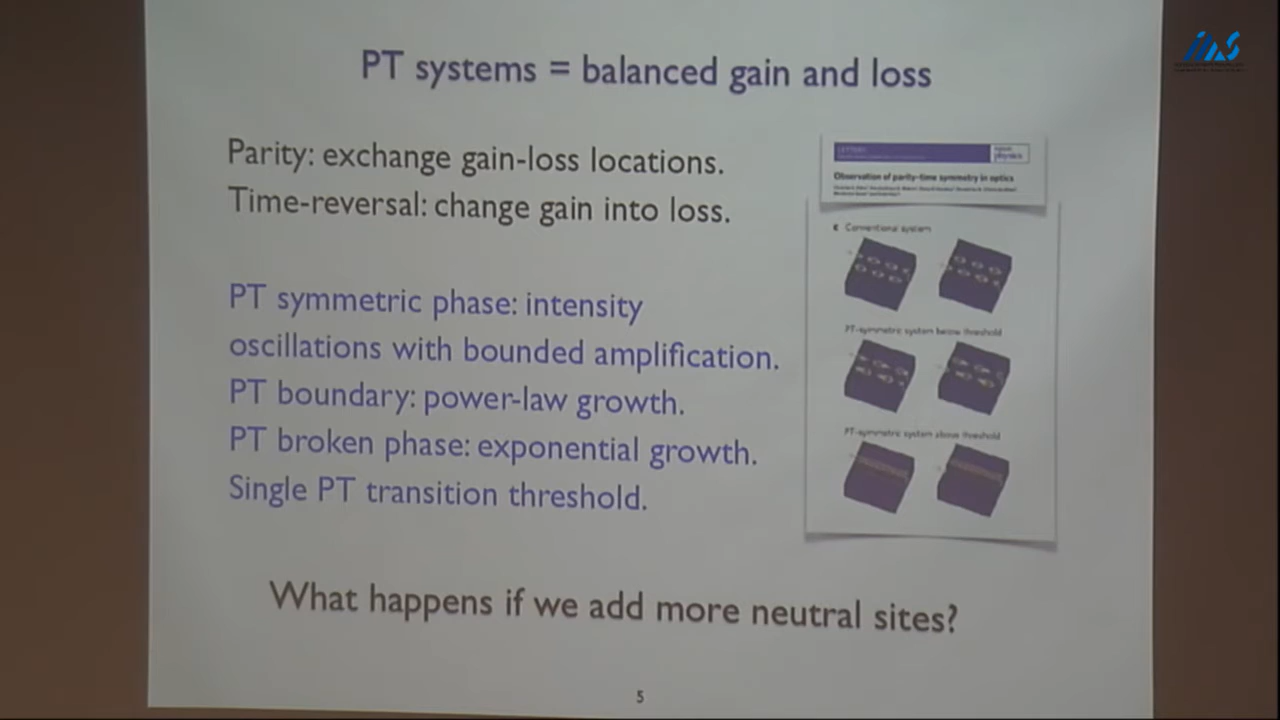 PT systems = balanced gain and loss
Parity: exchange gain-loss locations.
Time-reversal: change gain into loss.
PT symmetric phase: intensity
oscillations with bounded amplification.
PT boundary: power-law growth.
PT broken phase: exponential growth.
Single PT transition threshold.
What happens if we add more neutral sites?
5
LETTERS
physics
Observation of parity-time symmetry in optics
Conventional system
PT-symmetric system below threshold
PT-symmetric system above threshold